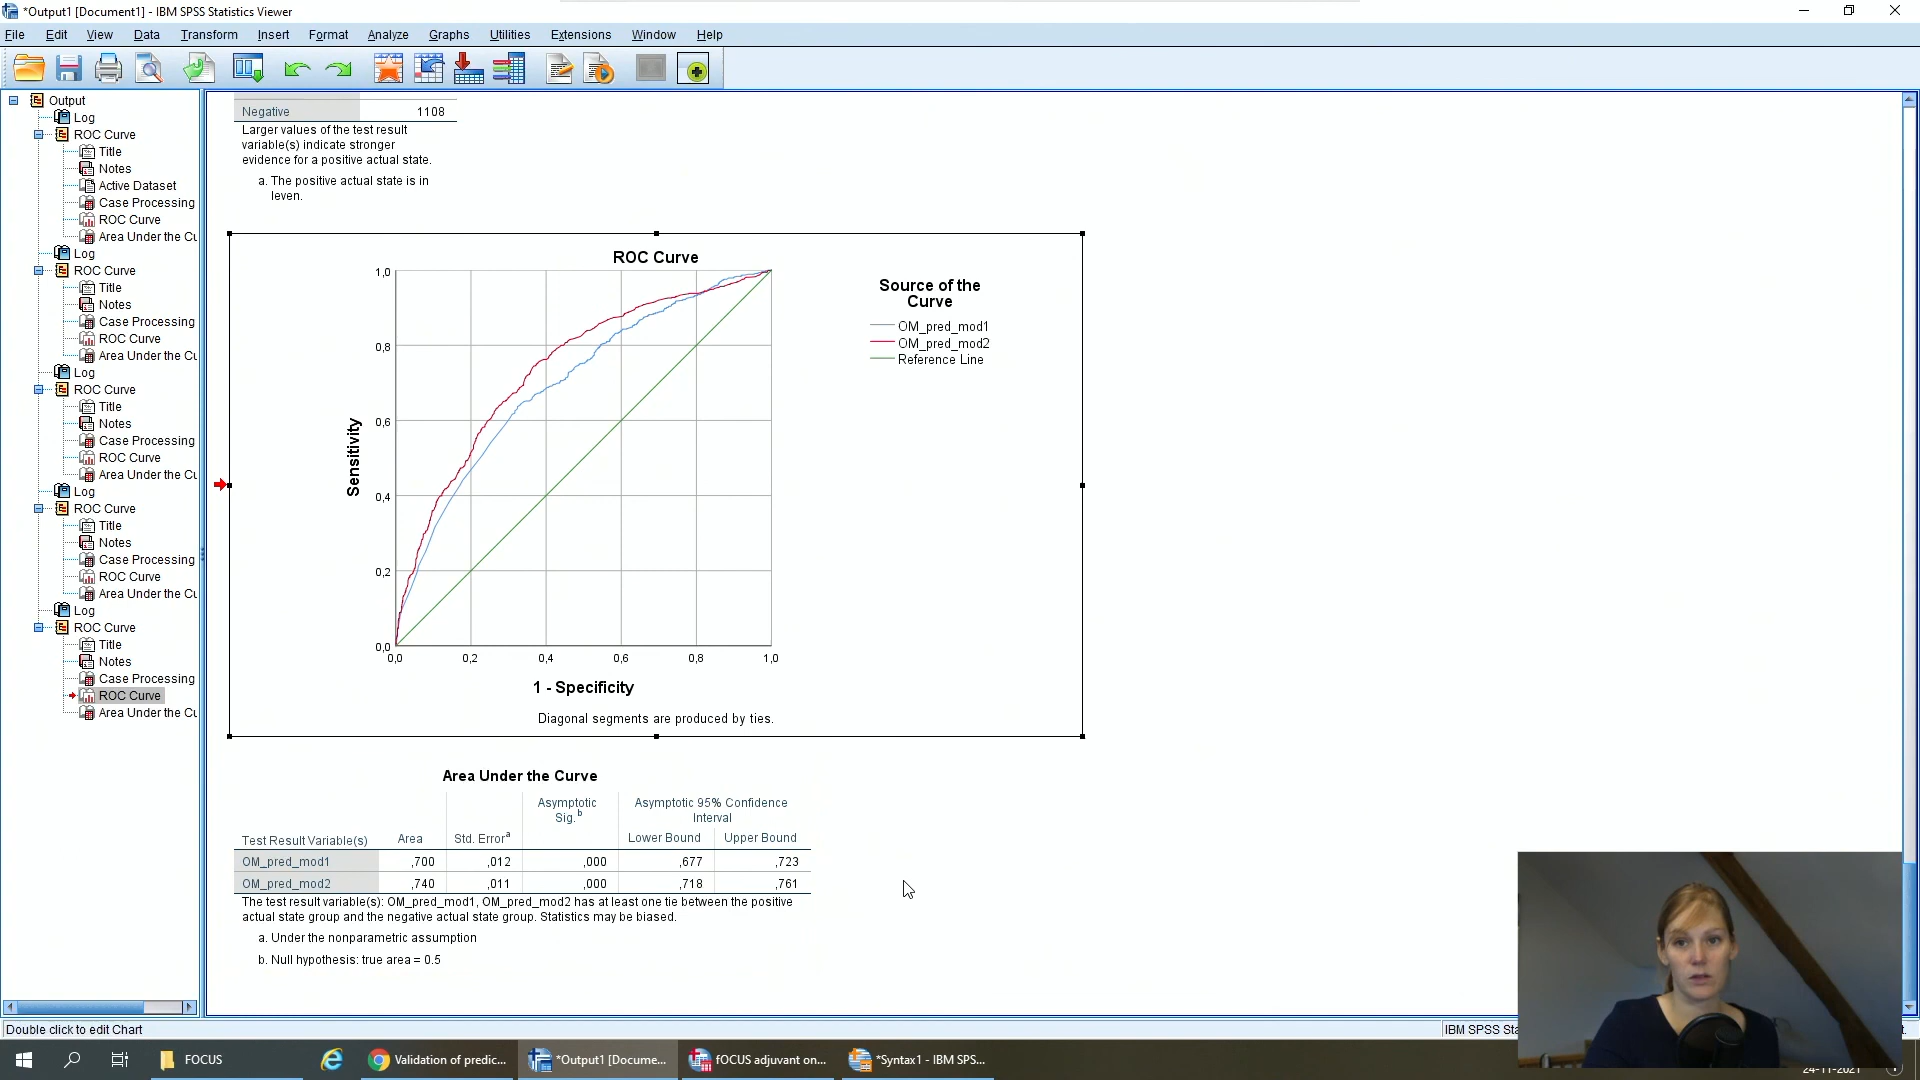 *Output1 [Document1] - IBM SPSS Statistics Viewer
File Edit View Data Transform Insert Format Analyze Graphs Utilities Extensions Window Help
Output
Log
ROC Curve
Title
Notes
Active Dataset
Case Processing
ROC Curve
Area Under the Cu
Log
ROC Curve
Title
Notes
Case Processing
ROC Curve
Area Under the Cu
Log
ROC Curve
Title
Notes
Case Processing
ROC Curve
Area Under the Cu
Log
ROC Curve
Title
Notes
Case Processing
ROC Curve
Area Under the Cu
Log
ROC Curve
Title
Notes
Case Processing
ROC Curve
Area Under the Cu
Negative 1108
Larger values of the test result
variable(s) indicate stronger
evidence for a positive actual state.
a. The positive actual state is in
leven.
ROC Curve
1,0
0,8
0,6
0,4
0,2
0,0
Sensitivity
0,0 0,2 0,4 0,6 0,8 1,0
1 - Specificity
Diagonal segments are produced by ties.
Source of the
Curve
OM_pred_mod1
OM_pred_mod2
Reference Line
Area Under the Curve
Test Result Variable(s) Area Std. Errorᵃ Asymptotic Sig.ᵇ Asymptotic 95% Confidence Interval
Lower Bound Upper Bound
OM_pred_mod1 ,700 ,012 ,000 ,677 ,723
OM_pred_mod2 ,740 ,011 ,000 ,718 ,761
The test result variable(s): OM_pred_mod1, OM_pred_mod2 has at least one tie between the positive
actual state group and the negative actual state group. Statistics may be biased.
a. Under the nonparametric assumption
b. Null hypothesis: true area = 0.5
Double click to edit Chart
IBM SPSS Sta
FOCUS
Validation of predic...
*Output1 [Docume...
fOCUS adjuvant on...
*Syntax1 - IBM SPS...
24-11-2021